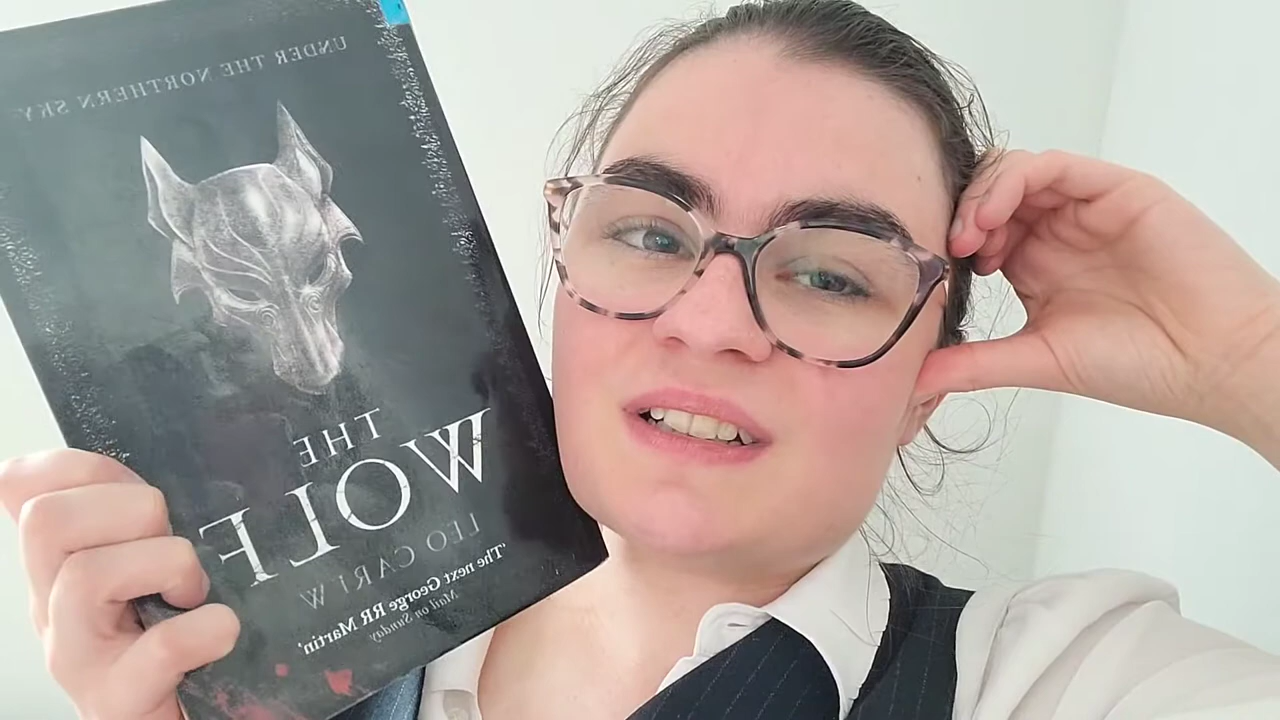 UNDER THE NORTHERN SKY
THE
WOLF
LEO CAREW
'The next George RR Martin'
Mail on Sunday